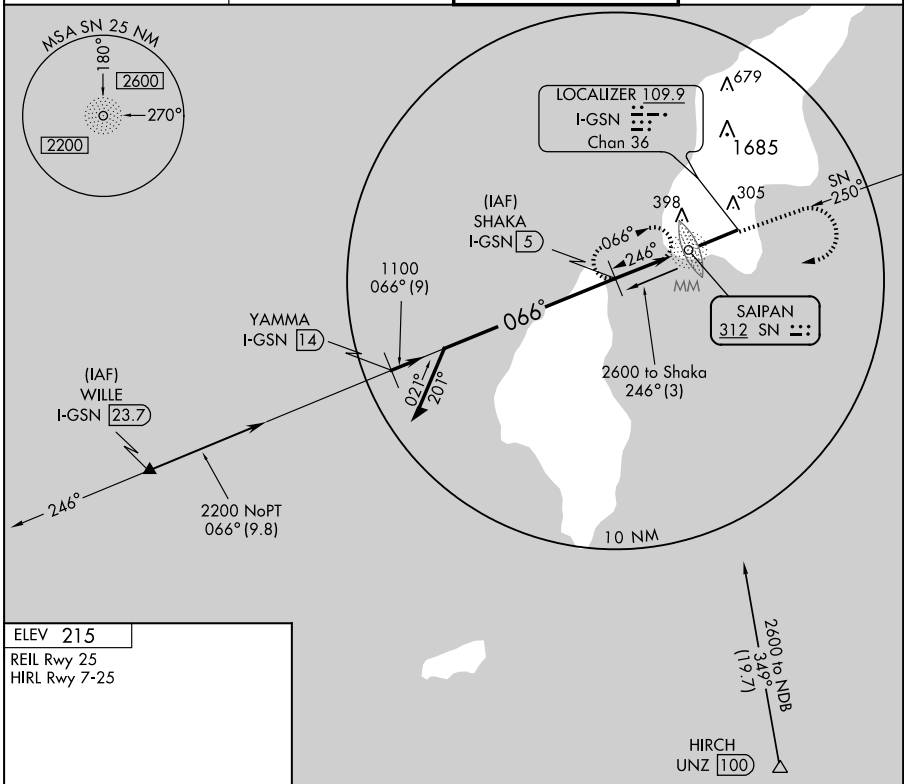 MSA SN 25 NM
180°
2600
270°
2200
LOCALIZER 109.9
I-GSN
Chan 36
679
1685
305
398
SN
250°
(IAF)
SHAKA
I-GSN 5
066°
246°
MM
SAIPAN
312 SN
1100
066° (9)
YAMMA
I-GSN 14
066°
2600 to Shaka
246° (3)
021°
201°
(IAF)
WILLE
I-GSN 23.7
246°
2200 NoPT
066° (9.8)
10 NM
2600 to NDB
349°
(19.7)
HIRCH
UNZ 100
ELEV 215
REIL Rwy 25
HIRL Rwy 7-25